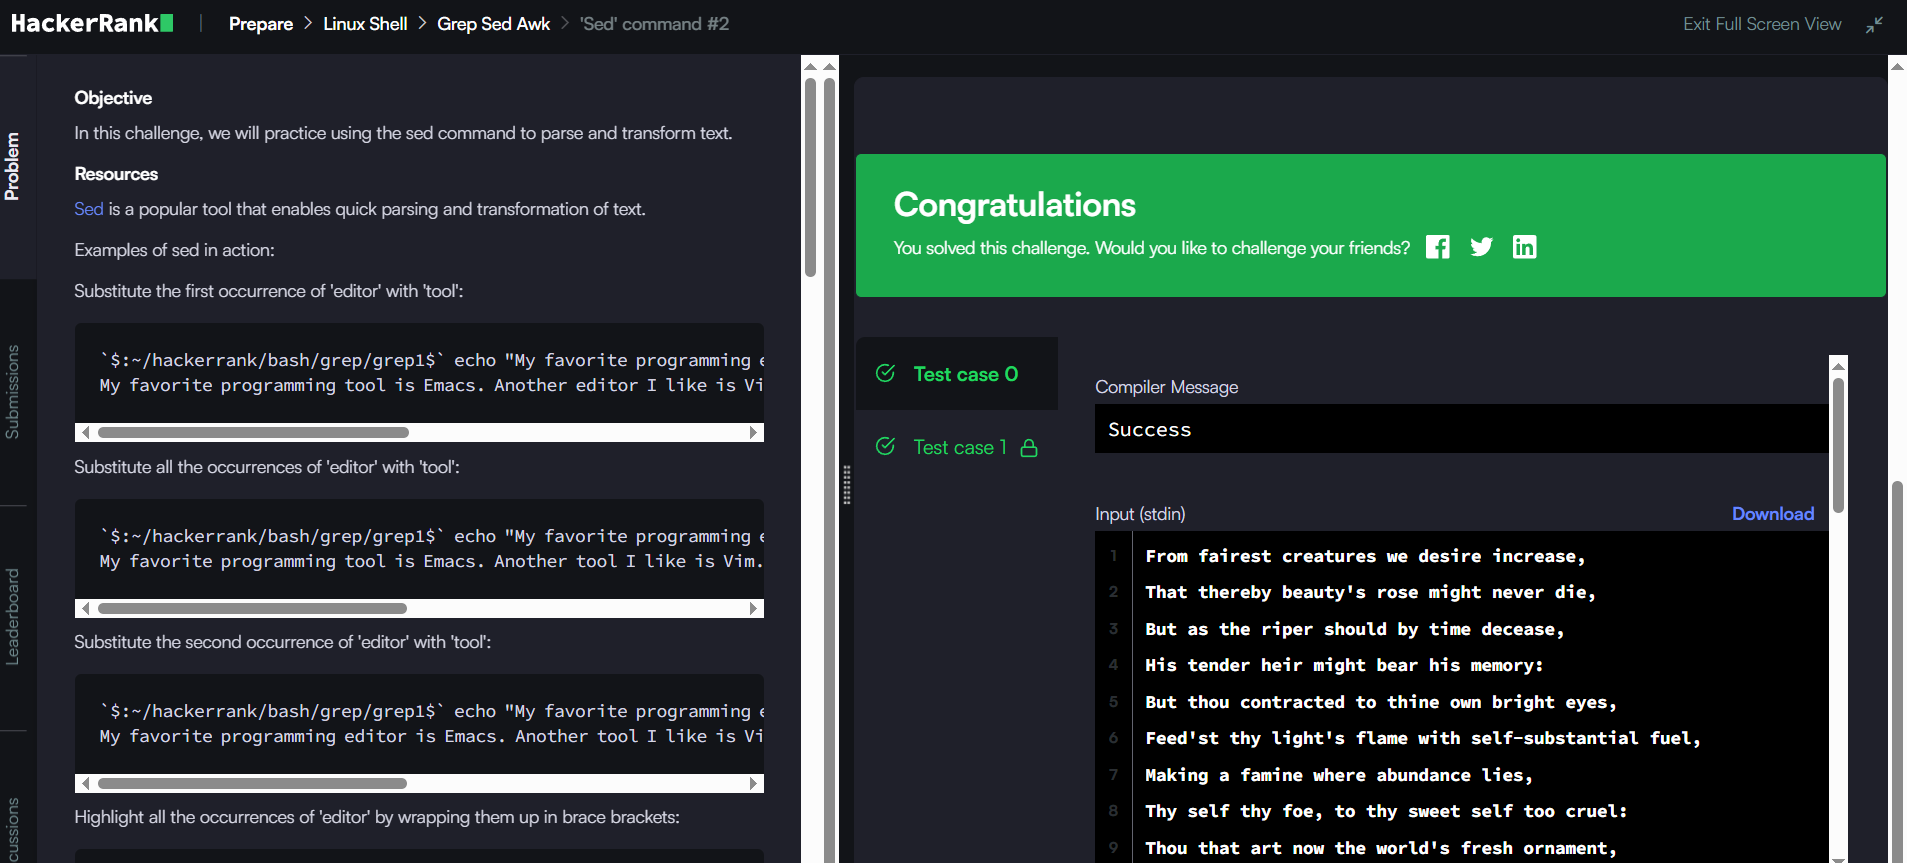 HackerRank
Prepare > Linux Shell > Grep Sed Awk > 'Sed' command #2
Exit Full Screen View
Problem
Submissions
Leaderboard
Objective
In this challenge, we will practice using the sed command to parse and transform text.
Resources
Sed is a popular tool that enables quick parsing and transformation of text.
Examples of sed in action:
Substitute the first occurrence of 'editor' with 'tool':
`$:~/hackerrank/bash/grep/grep1$` echo "My favorite programming
My favorite programming tool is Emacs. Another editor I like is Vi
Substitute all the occurrences of 'editor' with 'tool':
`$:~/hackerrank/bash/grep/grep1$` echo "My favorite programming
My favorite programming tool is Emacs. Another tool I like is Vim.
Substitute the second occurrence of 'editor' with 'tool':
`$:~/hackerrank/bash/grep/grep1$` echo "My favorite programming
My favorite programming editor is Emacs. Another tool I like is Vi
Highlight all the occurrences of 'editor' by wrapping them up in brace brackets:
Congratulations
You solved this challenge. Would you like to challenge your friends?
Test case 0
Test case 1
Compiler Message
Success
Input (stdin)
Download
1 From fairest creatures we desire increase,
2 That thereby beauty's rose might never die,
3 But as the riper should by time decease,
4 His tender heir might bear his memory:
5 But thou contracted to thine own bright eyes,
6 Feed'st thy light's flame with self-substantial fuel,
7 Making a famine where abundance lies,
8 Thy self thy foe, to thy sweet self too cruel:
9 Thou that art now the world's fresh ornament,